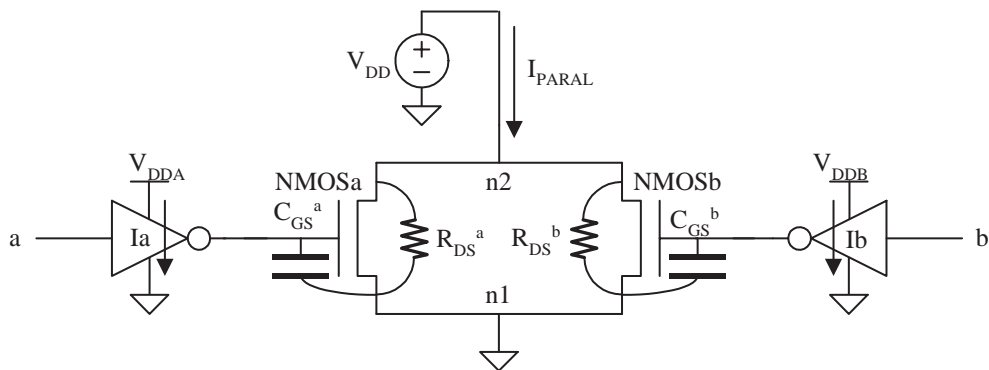 V_DD
+
−
I_PARAL
V_DDA
NMOSa
n2
NMOSb
V_DDB
C_GS^a
C_GS^b
a
Ia
R_DS^a
R_DS^b
Ib
b
n1